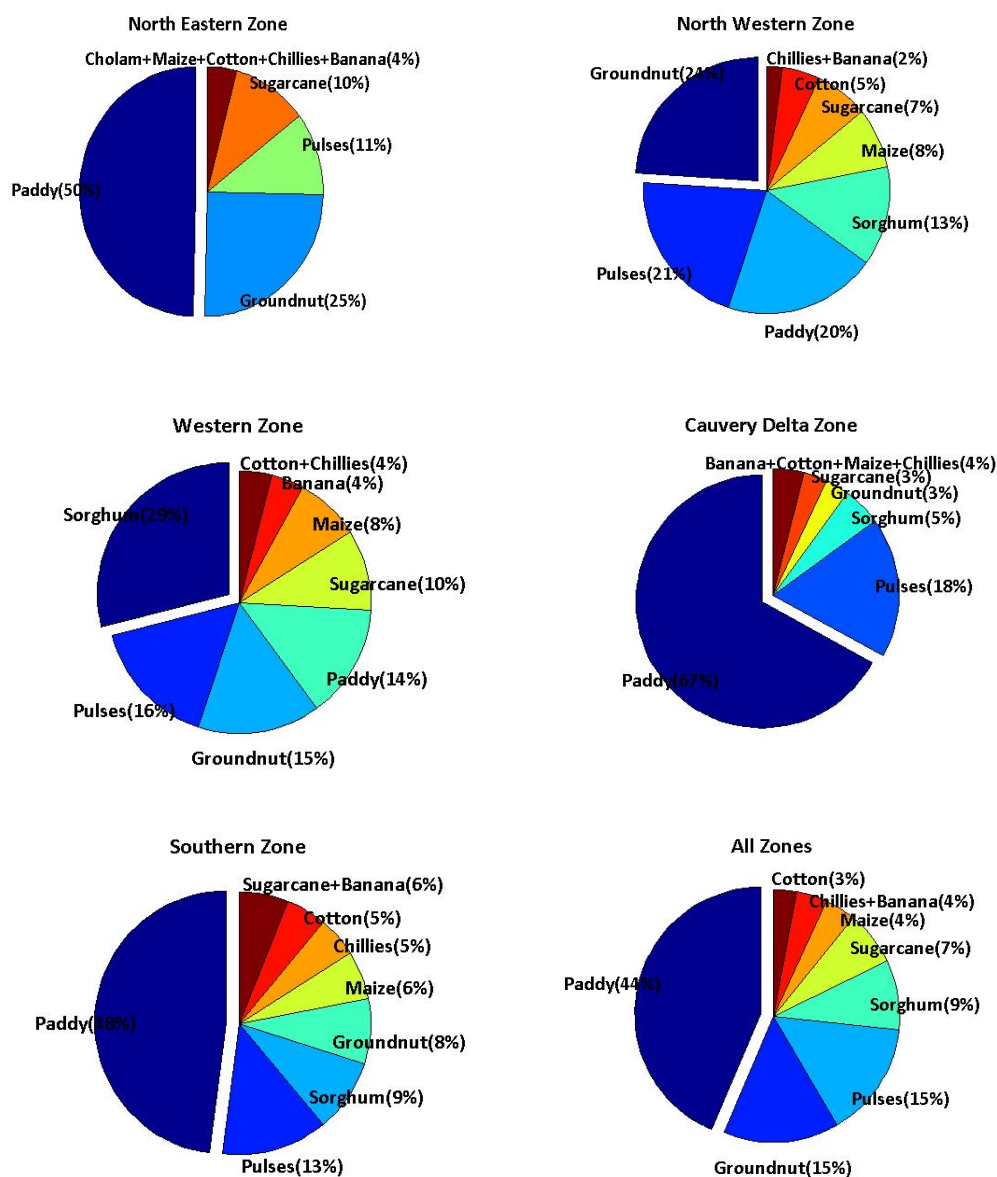 North Eastern Zone
Cholam+Maize+Cotton+Chillies+Banana(4%)
Sugarcane(10%)
Pulses(11%)
Paddy(50%)
Groundnut(25%)
North Western Zone
Chillies+Banana(2%)
Groundnut(24%)
Cotton(5%)
Sugarcane(7%)
Maize(8%)
Sorghum(13%)
Pulses(21%)
Paddy(20%)
Western Zone
Cotton+Chillies(4%)
Banana(4%)
Sorghum(29%)
Maize(8%)
Sugarcane(10%)
Paddy(14%)
Pulses(16%)
Groundnut(15%)
Cauvery Delta Zone
Banana+Cotton+Maize+Chillies(4%)
Sugarcane(3%)
Groundnut(3%)
Sorghum(5%)
Pulses(18%)
Paddy(67%)
Southern Zone
Sugarcane+Banana(6%)
Cotton(5%)
Chillies(5%)
Maize(6%)
Paddy(48%)
Groundnut(8%)
Sorghum(9%)
Pulses(13%)
All Zones
Cotton(3%)
Chillies+Banana(4%)
Maize(4%)
Sugarcane(7%)
Paddy(44%)
Sorghum(9%)
Pulses(15%)
Groundnut(15%)